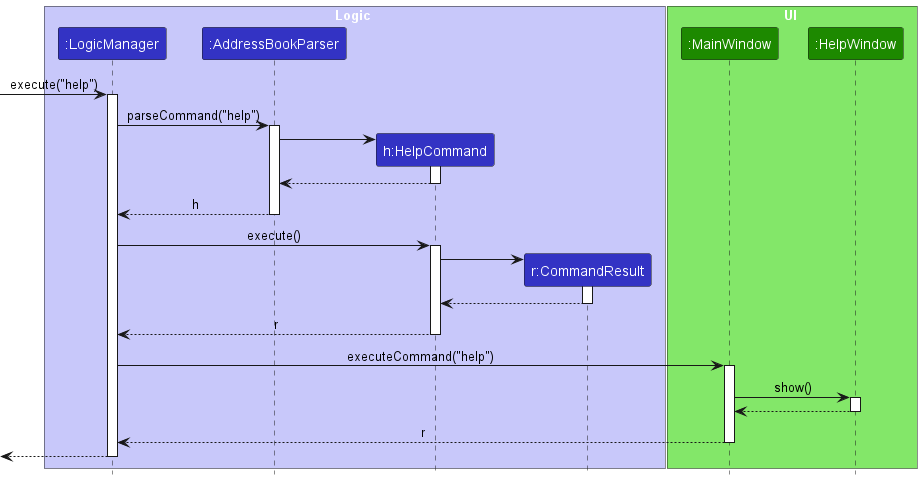 Logic
UI
:LogicManager
:AddressBookParser
:MainWindow
:HelpWindow
execute("help")
parseCommand("help")
h:HelpCommand
h
execute()
r:CommandResult
r
executeCommand("help")
show()
r